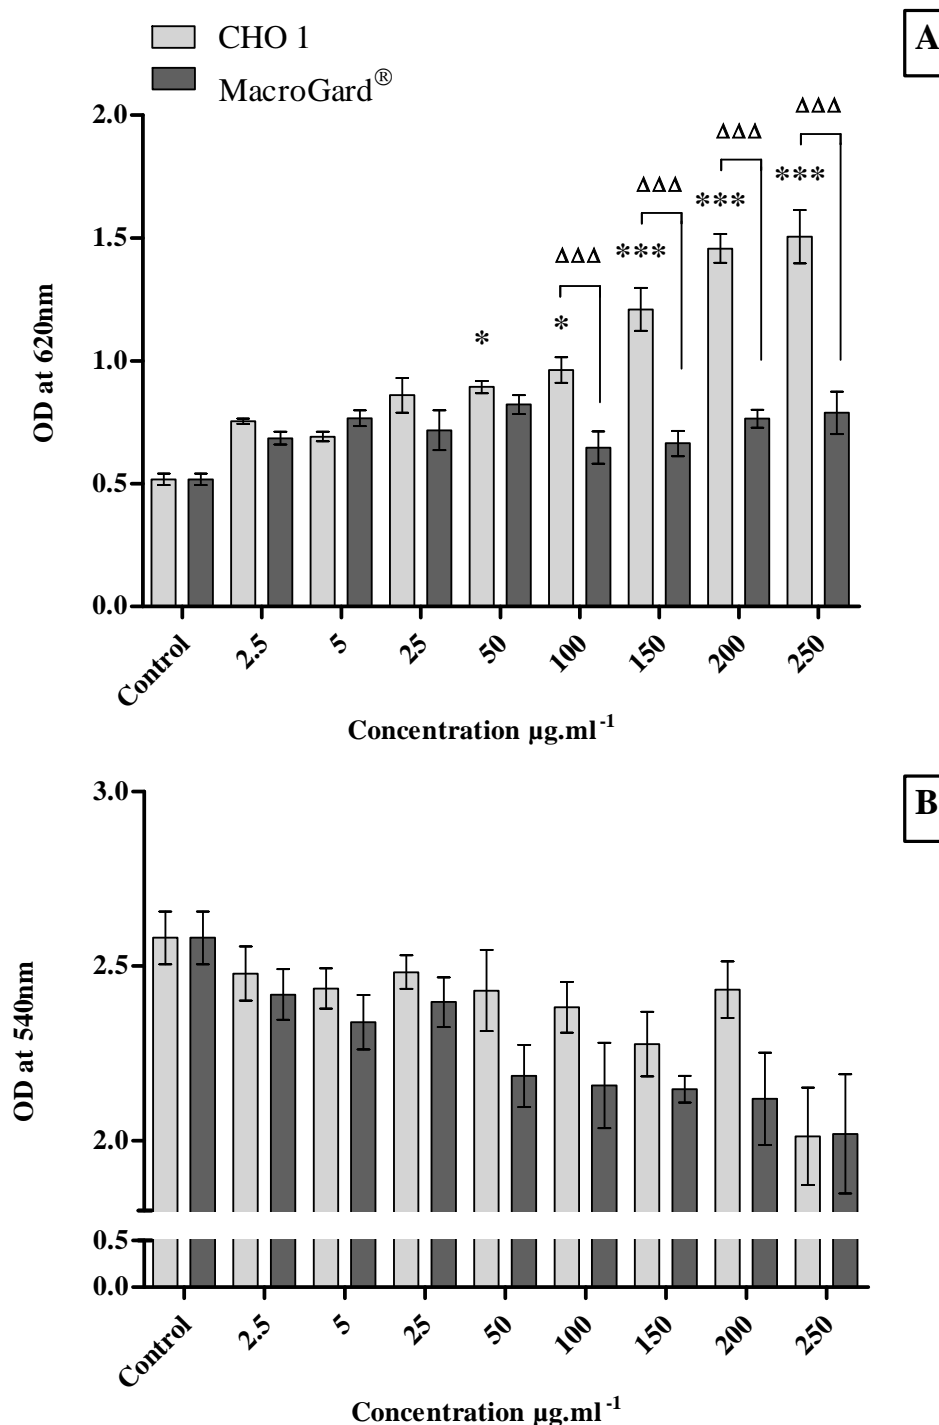 CHO 1
A
MacroGard®
2.0
1.5
1.0
0.5
0.0
OD at 620nm
ΔΔΔ
ΔΔΔ
ΔΔΔ
ΔΔΔ
***
***
***
*
*
Control
2.5
5
25
50
100
150
200
250
Concentration µg.ml-1
B
3.0
2.5
2.0
0.5
0.0
OD at 540nm
Control
2.5
5
25
50
100
150
200
250
Concentration µg.ml-1